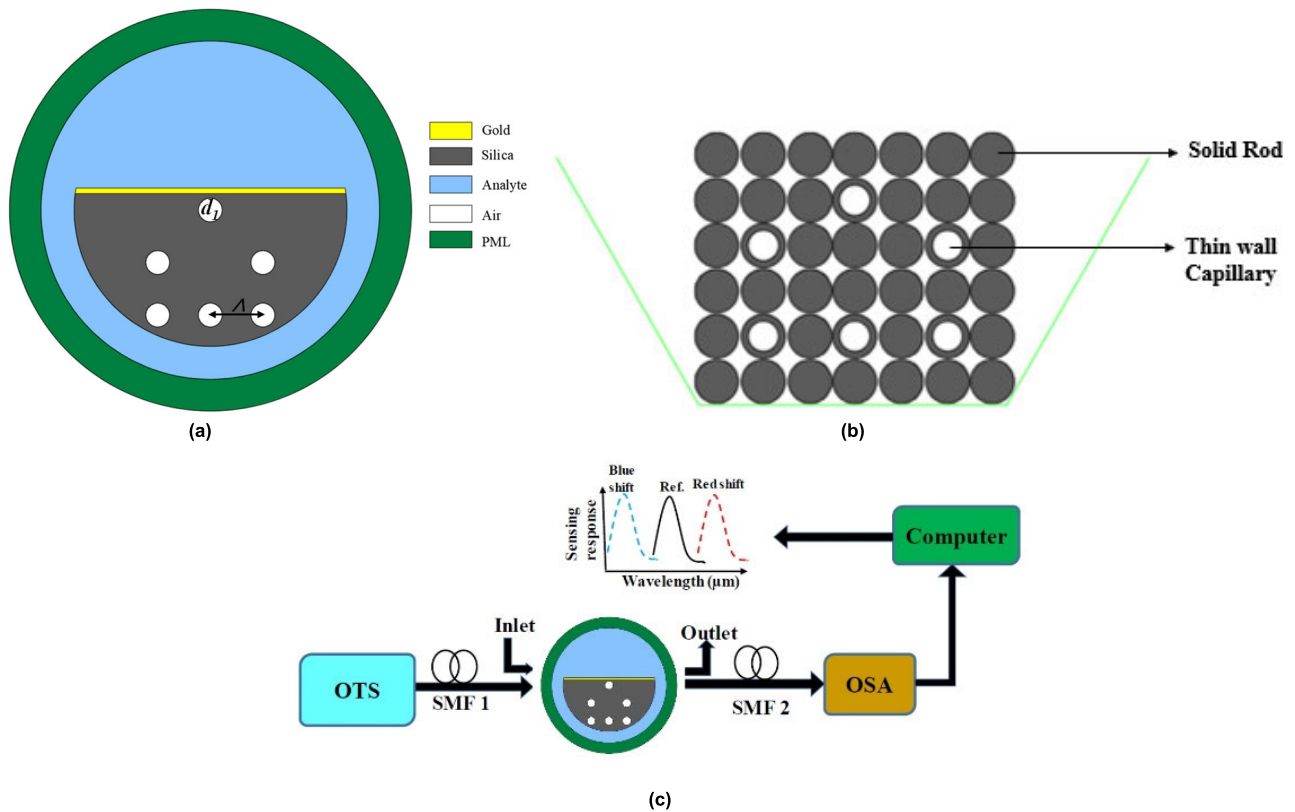 d1
Λ
Gold
Silica
Analyte
Air
PML
(a)
Solid Rod
Thin wall
Capillary
(b)
Blue
shift
Ref.
Red shift
Sensing
response
Wavelength (µm)
Computer
Inlet
Outlet
OTS
SMF 1
SMF 2
OSA
(c)